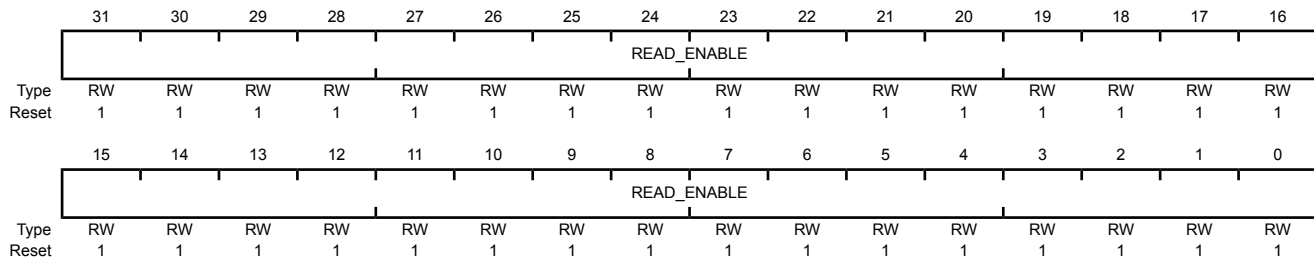 31 30 29 28 27 26 25 24 23 22 21 20 19 18 17 16
READ_ENABLE
Type RW RW RW RW RW RW RW RW RW RW RW RW RW RW RW RW
Reset 1 1 1 1 1 1 1 1 1 1 1 1 1 1 1 1
15 14 13 12 11 10 9 8 7 6 5 4 3 2 1 0
READ_ENABLE
Type RW RW RW RW RW RW RW RW RW RW RW RW RW RW RW RW
Reset 1 1 1 1 1 1 1 1 1 1 1 1 1 1 1 1